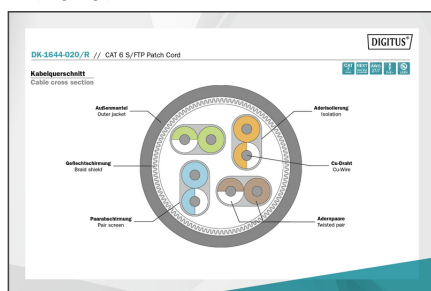 DIGITUS®
DK-1644-020/R // CAT 6 S/FTP Patch Cord
Kabelquerschnitt
Cable cross section
Außenmantel
Outer jacket
Aderisolierung
Isolation
Geflechtschirmung
Braid shield
Cu-Draht
Cu-Wire
Paarabschirmung
Pair screen
Adernpaare
Twisted pair